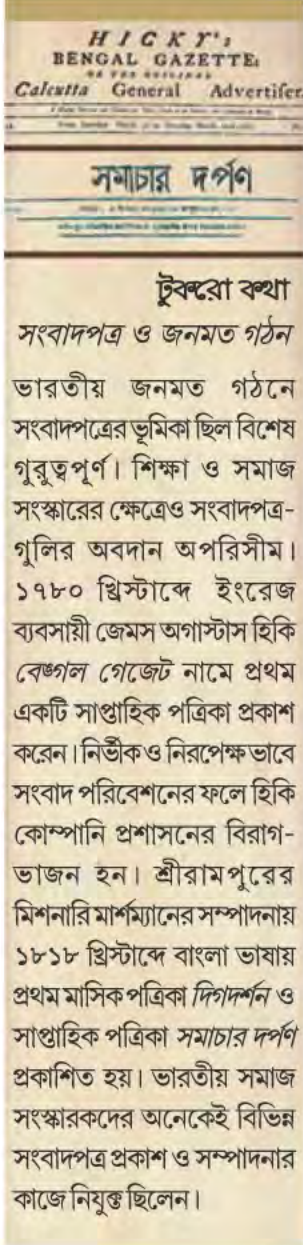 HICKY's
BENGAL GAZETTE;
OR THE ORIGINAL
Calcutta General Advertiser
সমাচার দর্পণ
টুকরো কথা
সংবাদপত্র ও জনমত গঠন
ভারতীয় জনমত গঠনে
সংবাদপত্রের ভূমিকা ছিল বিশেষ
গুরুত্বপূর্ণ। শিক্ষা ও সমাজ
সংস্কারের ক্ষেত্রেও সংবাদপত্র-
গুলির অবদান অপরিসীম।
১৭৮০ খ্রিস্টাব্দে ইংরেজ
ব্যবসায়ী জেমস অগাস্টাস হিকি
বেঙ্গল গেজেট নামে প্রথম
একটি সাপ্তাহিক পত্রিকা প্রকাশ
করেন। নির্ভীক ও নিরপেক্ষ ভাবে
সংবাদ পরিবেশনের ফলে হিকি
কোম্পানি প্রশাসনের বিরাগ-
ভাজন হন। শ্রীরামপুরের
মিশনারি মার্শম্যানের সম্পাদনায়
১৮১৮ খ্রিস্টাব্দে বাংলা ভাষায়
প্রথম মাসিক পত্রিকা দিগদর্শন ও
সাপ্তাহিক পত্রিকা সমাচার দর্পণ
প্রকাশিত হয়। ভারতীয় সমাজ
সংস্কারকদের অনেকেই বিভিন্ন
সংবাদপত্র প্রকাশ ও সম্পাদনার
কাজে নিযুক্ত ছিলেন।